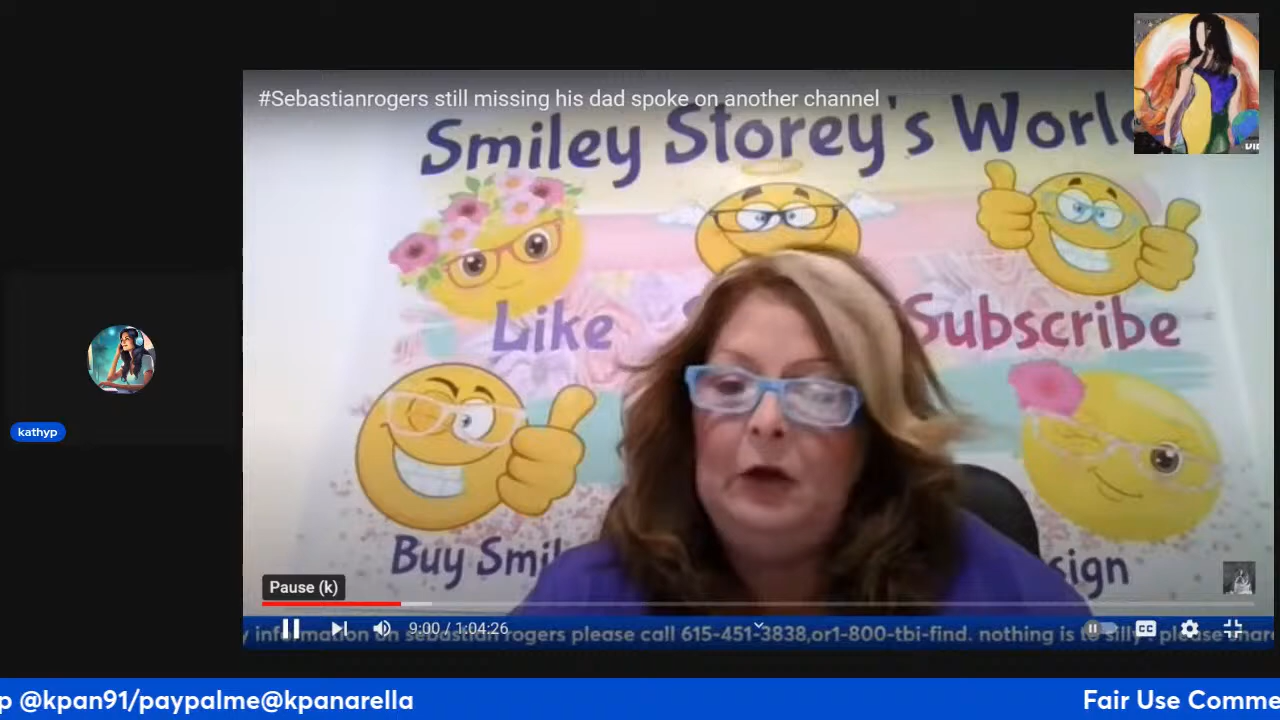 #Sebastianrogers still missing his dad spoke on another channel
Smiley Storey's Worl
Like
Subscribe
Buy Smil
sign
Pause (k)
9:00 / 1:04:26
CC
y information on sebastian rogers please call 615-451-3838,or1-800-tbi-find. nothing is to silly . please share
kathyp
p @kpan91/paypalme@kpanarella
Fair Use Comme